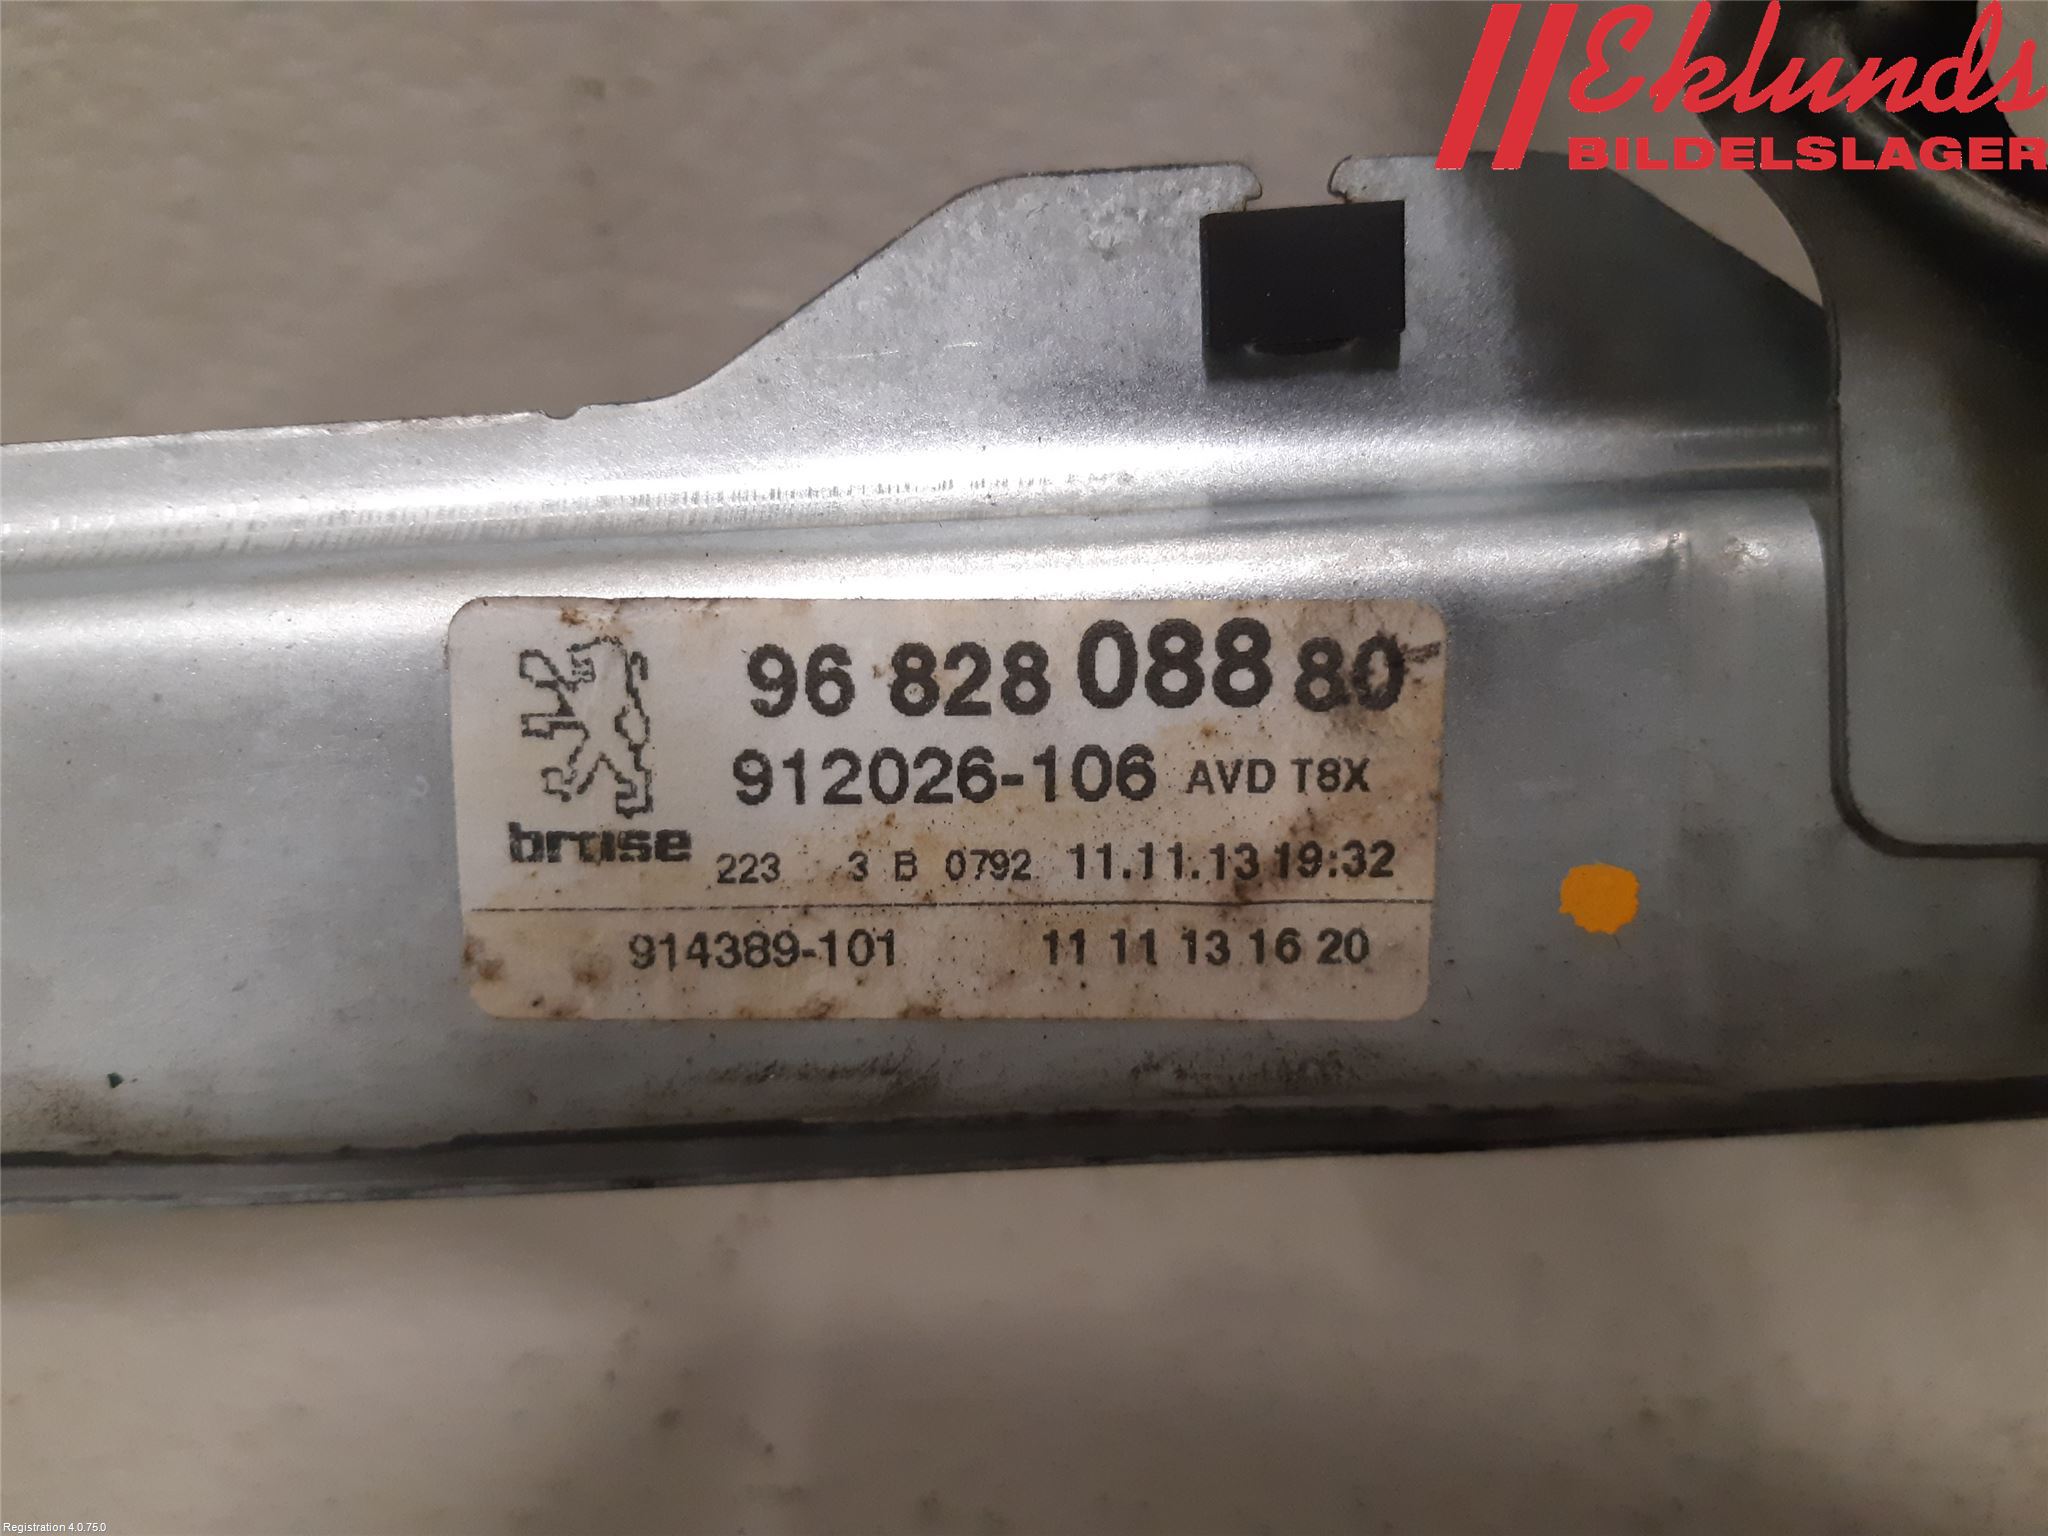 Eklunds
BILDELSLAGER
96 828 088 80
912026-106 AVD T8X
brose
223 3 B 0792 11.11.13 19:32
914389-101 11 11 13 16 20
Registration 4.0.75.0